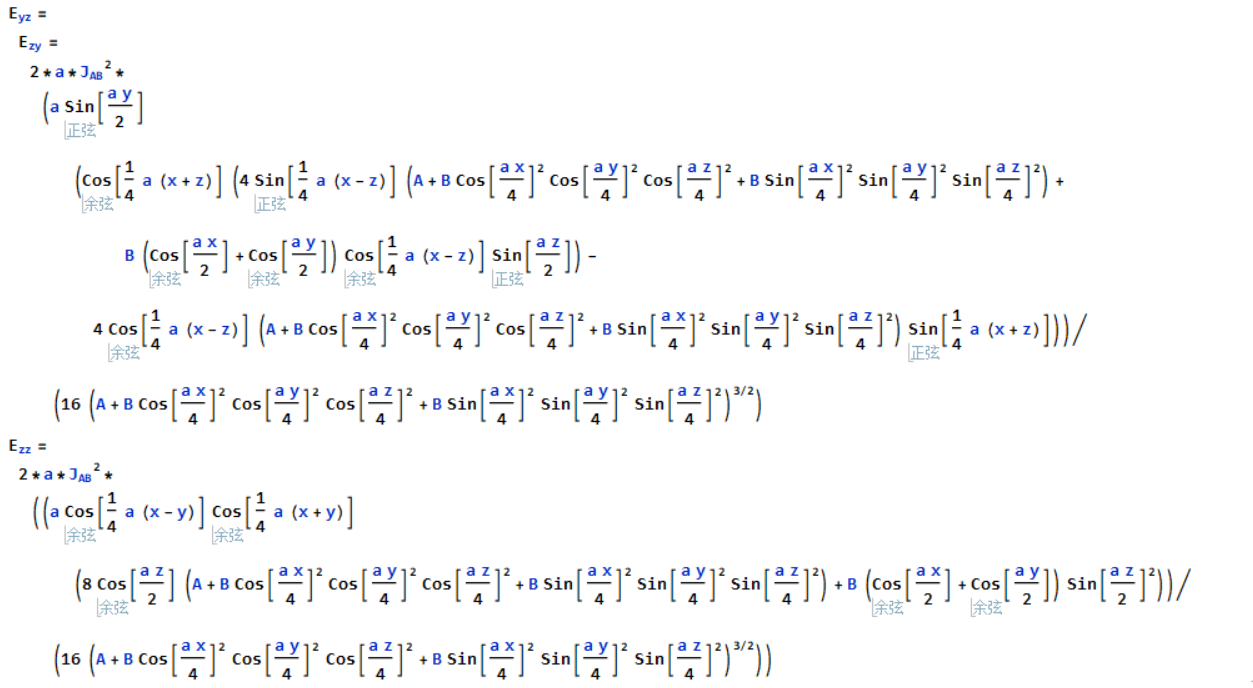 E_yz =
E_zy =
2 * a * J_AB^2 *
(a Sin[a y/2]
正弦
(Cos[1/4 a (x + z)] (4 Sin[1/4 a (x - z)] (A + B Cos[a x/4]^2 Cos[a y/4]^2 Cos[a z/4]^2 + B Sin[a x/4]^2 Sin[a y/4]^2 Sin[a z/4]^2) +
余弦 正弦
B (Cos[a x/2] + Cos[a y/2]) Cos[1/4 a (x - z)] Sin[a z/2]) -
余弦 余弦 余弦 正弦
4 Cos[1/4 a (x - z)] (A + B Cos[a x/4]^2 Cos[a y/4]^2 Cos[a z/4]^2 + B Sin[a x/4]^2 Sin[a y/4]^2 Sin[a z/4]^2) Sin[1/4 a (x + z)]))/
余弦 正弦
(16 (A + B Cos[a x/4]^2 Cos[a y/4]^2 Cos[a z/4]^2 + B Sin[a x/4]^2 Sin[a y/4]^2 Sin[a z/4]^2)^3/2)
E_zz =
2 * a * J_AB^2 *
((a Cos[1/4 a (x - y)] Cos[1/4 a (x + y)]
余弦 余弦
(8 Cos[a z/2] (A + B Cos[a x/4]^2 Cos[a y/4]^2 Cos[a z/4]^2 + B Sin[a x/4]^2 Sin[a y/4]^2 Sin[a z/4]^2) + B (Cos[a x/2] + Cos[a y/2]) Sin[a z/2]^2))/
余弦 余弦 余弦
(16 (A + B Cos[a x/4]^2 Cos[a y/4]^2 Cos[a z/4]^2 + B Sin[a x/4]^2 Sin[a y/4]^2 Sin[a z/4]^2)^3/2))